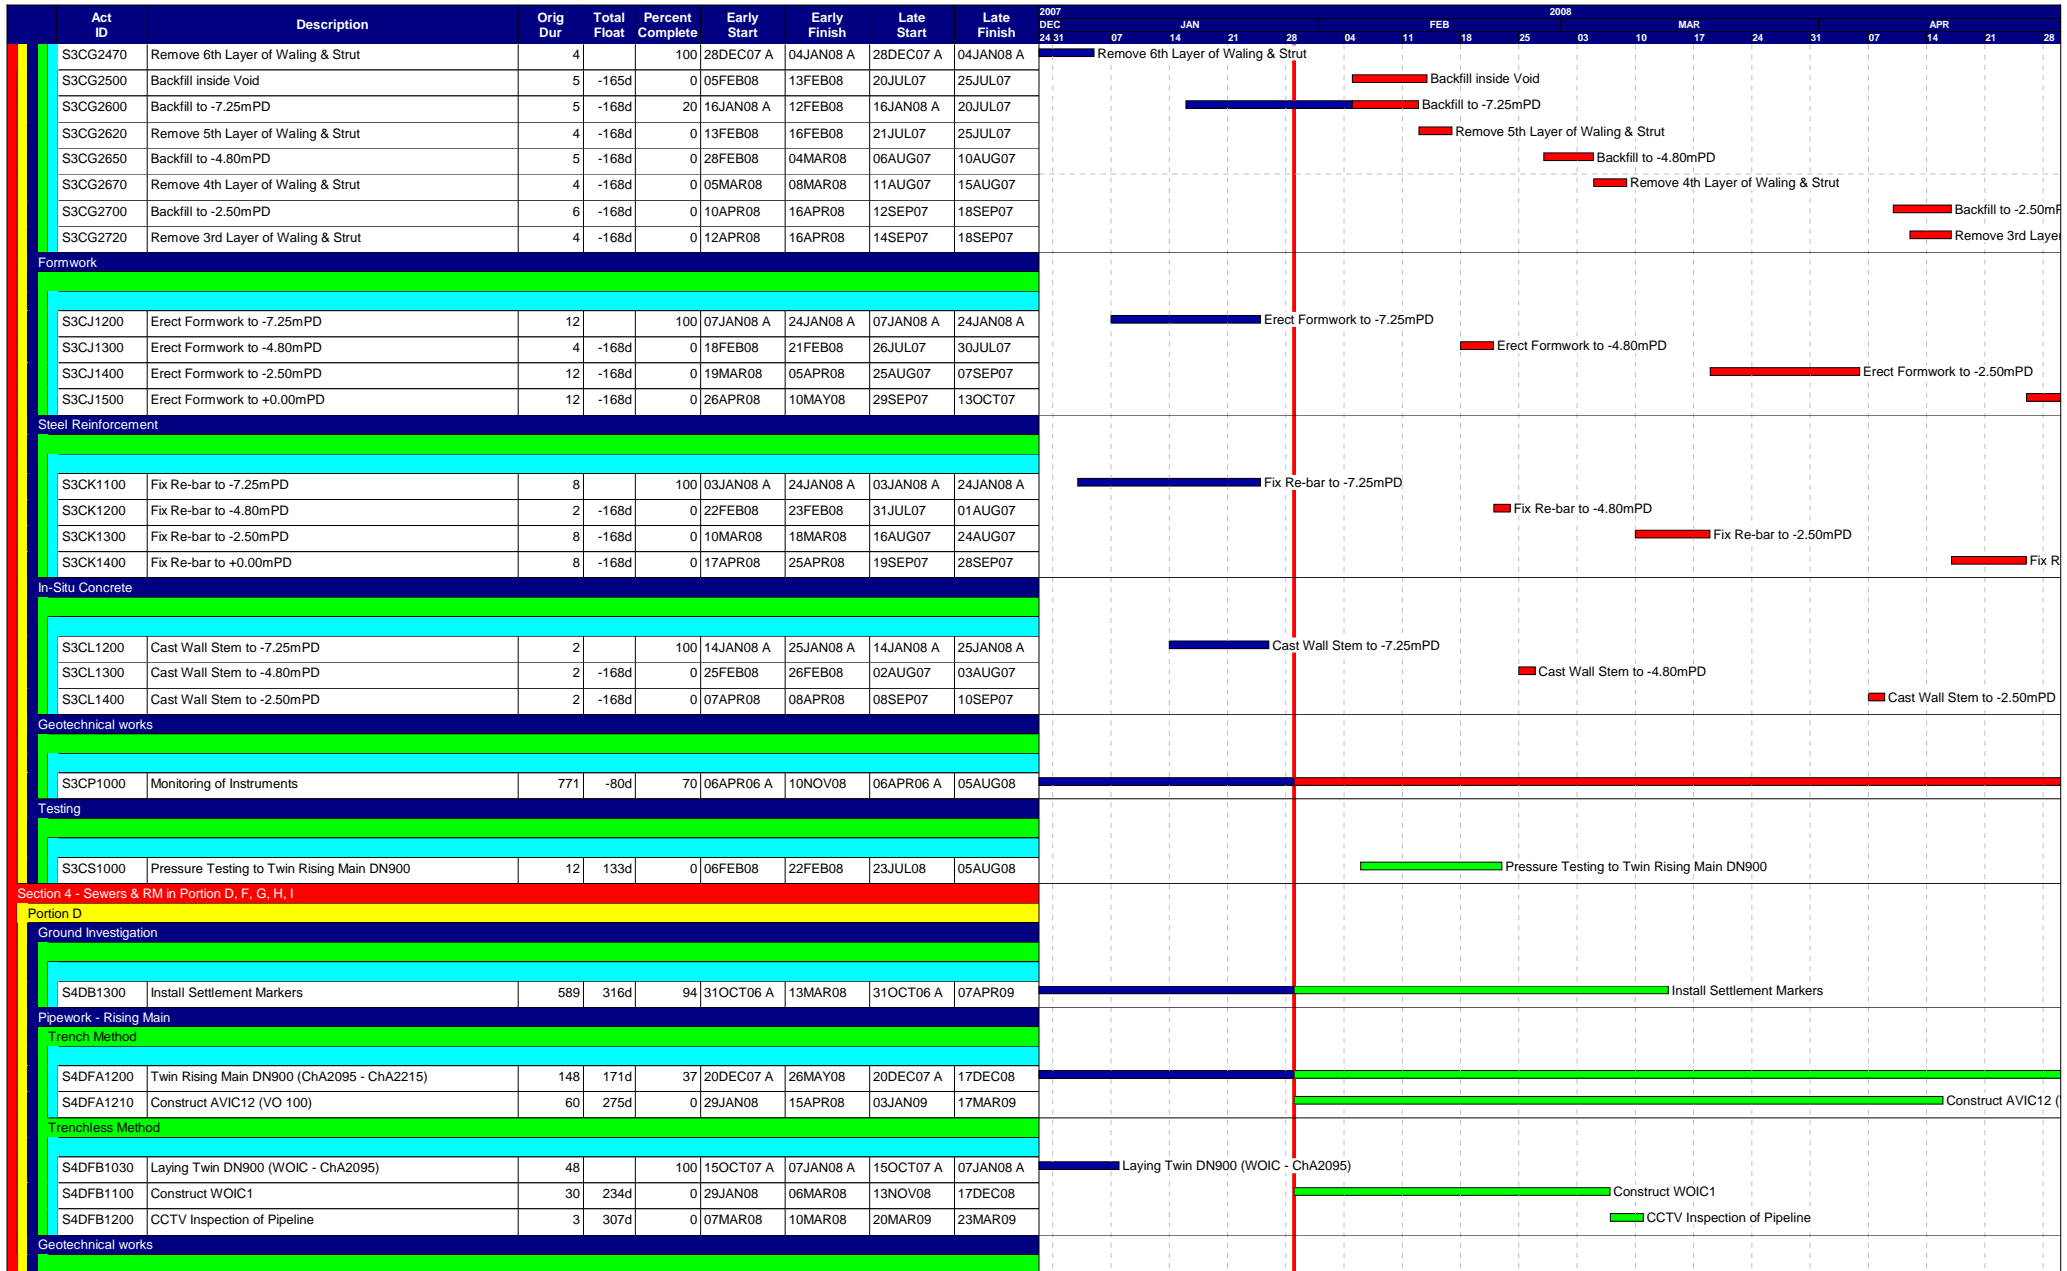 Act ID Description Orig Dur Total Float Percent Complete Early Start Early Finish Late Start Late Finish
2007 2008
DEC JAN FEB MAR APR
24 31 07 14 21 28 04 11 18 25 03 10 17 24 31 07 14 21 28
S3CG2470 Remove 6th Layer of Waling & Strut 4 100 28DEC07 A 04JAN08 A 28DEC07 A 04JAN08 A Remove 6th Layer of Waling & Strut
S3CG2500 Backfill inside Void 5 -165d 0 05FEB08 13FEB08 20JUL07 25JUL07 Backfill inside Void
S3CG2600 Backfill to -7.25mPD 5 -168d 20 16JAN08 A 12FEB08 16JAN08 A 20JUL07 Backfill to -7.25mPD
S3CG2620 Remove 5th Layer of Waling & Strut 4 -168d 0 13FEB08 16FEB08 21JUL07 25JUL07 Remove 5th Layer of Waling & Strut
S3CG2650 Backfill to -4.80mPD 5 -168d 0 28FEB08 04MAR08 06AUG07 10AUG07 Backfill to -4.80mPD
S3CG2670 Remove 4th Layer of Waling & Strut 4 -168d 0 05MAR08 08MAR08 11AUG07 15AUG07 Remove 4th Layer of Waling & Strut
S3CG2700 Backfill to -2.50mPD 6 -168d 0 10APR08 16APR08 12SEP07 18SEP07 Backfill to -2.50mP
S3CG2720 Remove 3rd Layer of Waling & Strut 4 -168d 0 12APR08 16APR08 14SEP07 18SEP07 Remove 3rd Laye
Formwork
S3CJ1200 Erect Formwork to -7.25mPD 12 100 07JAN08 A 24JAN08 A 07JAN08 A 24JAN08 A Erect Formwork to -7.25mPD
S3CJ1300 Erect Formwork to -4.80mPD 4 -168d 0 18FEB08 21FEB08 26JUL07 30JUL07 Erect Formwork to -4.80mPD
S3CJ1400 Erect Formwork to -2.50mPD 12 -168d 0 19MAR08 05APR08 25AUG07 07SEP07 Erect Formwork to -2.50mPD
S3CJ1500 Erect Formwork to +0.00mPD 12 -168d 0 26APR08 10MAY08 29SEP07 13OCT07
Steel Reinforcement
S3CK1100 Fix Re-bar to -7.25mPD 8 100 03JAN08 A 24JAN08 A 03JAN08 A 24JAN08 A Fix Re-bar to -7.25mPD
S3CK1200 Fix Re-bar to -4.80mPD 2 -168d 0 22FEB08 23FEB08 31JUL07 01AUG07 Fix Re-bar to -4.80mPD
S3CK1300 Fix Re-bar to -2.50mPD 8 -168d 0 10MAR08 18MAR08 16AUG07 24AUG07 Fix Re-bar to -2.50mPD
S3CK1400 Fix Re-bar to +0.00mPD 8 -168d 0 17APR08 25APR08 19SEP07 28SEP07 Fix R
In-Situ Concrete
S3CL1200 Cast Wall Stem to -7.25mPD 2 100 14JAN08 A 25JAN08 A 14JAN08 A 25JAN08 A Cast Wall Stem to -7.25mPD
S3CL1300 Cast Wall Stem to -4.80mPD 2 -168d 0 25FEB08 26FEB08 02AUG07 03AUG07 Cast Wall Stem to -4.80mPD
S3CL1400 Cast Wall Stem to -2.50mPD 2 -168d 0 07APR08 08APR08 08SEP07 10SEP07 Cast Wall Stem to -2.50mPD
Geotechnical works
S3CP1000 Monitoring of Instruments 771 -80d 70 06APR06 A 10NOV08 06APR06 A 05AUG08
Testing
S3CS1000 Pressure Testing to Twin Rising Main DN900 12 133d 0 06FEB08 22FEB08 23JUL08 05AUG08 Pressure Testing to Twin Rising Main DN900
Section 4 - Sewers & RM in Portion D, F, G, H, I
Portion D
Ground Investigation
S4DB1300 Install Settlement Markers 589 316d 94 31OCT06 A 13MAR08 31OCT06 A 07APR09 Install Settlement Markers
Pipework - Rising Main
Trench Method
S4DFA1200 Twin Rising Main DN900 (ChA2095 - ChA2215) 148 171d 37 20DEC07 A 26MAY08 20DEC07 A 17DEC08
S4DFA1210 Construct AVIC12 (VO 100) 60 275d 0 29JAN08 15APR08 03JAN09 17MAR09 Construct AVIC12 (
Trenchless Method
S4DFB1030 Laying Twin DN900 (WOIC - ChA2095) 48 100 15OCT07 A 07JAN08 A 15OCT07 A 07JAN08 A Laying Twin DN900 (WOIC - ChA2095)
S4DFB1100 Construct WOIC1 30 234d 0 29JAN08 06MAR08 13NOV08 17DEC08 Construct WOIC1
S4DFB1200 CCTV Inspection of Pipeline 3 307d 0 07MAR08 10MAR08 20MAR09 23MAR09 CCTV Inspection of Pipeline
Geotechnical works